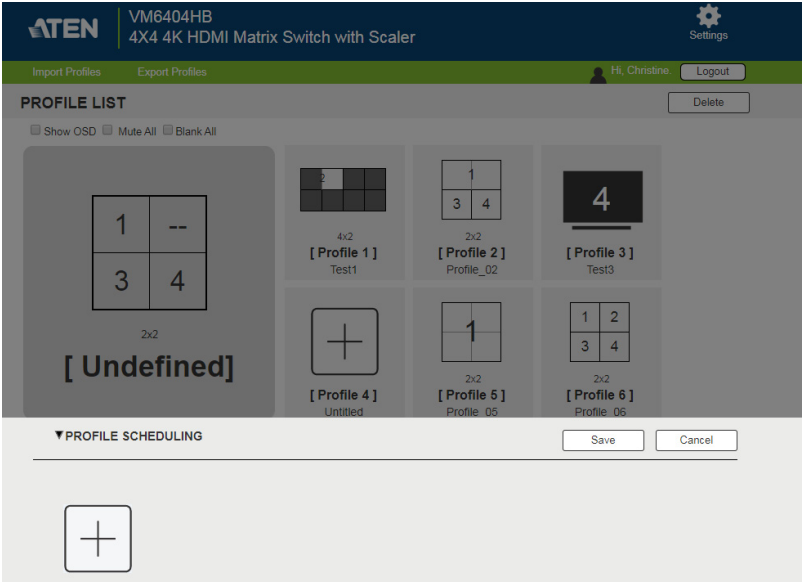 ATEN
VM6404HB
4X4 4K HDMI Matrix Switch with Scaler
Settings
Import Profiles Export Profiles Hi, Christine. Logout
PROFILE LIST Delete
Show OSD Mute All Blank All
1 --
3 4
2x2
[ Undefined]
2
4x2
[ Profile 1 ]
Test1
1
3 4
2x2
[ Profile 2 ]
Profile_02
4
[ Profile 3 ]
Test3
[ Profile 4 ]
Untitled
1
2x2
[ Profile 5 ]
Profile_05
1 2
3 4
2x2
[ Profile 6 ]
Profile_06
▼PROFILE SCHEDULING Save Cancel